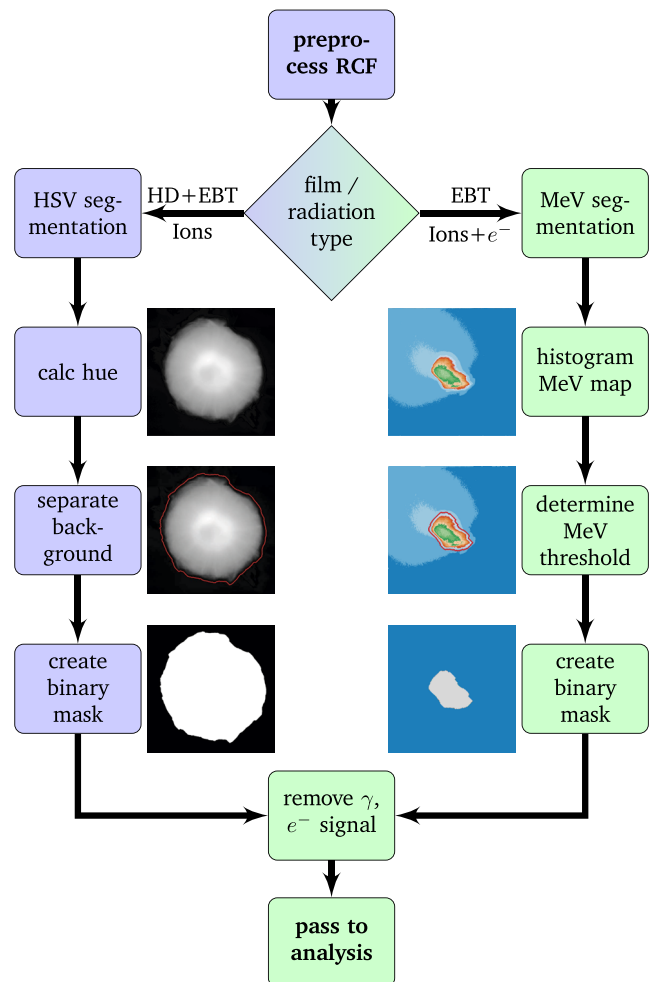 prepro-
cess RCF
film /
radiation
type
HD+EBT
Ions
EBT
Ions+e⁻
HSV seg-
mentation
MeV seg-
mentation
calc hue
histogram
MeV map
separate
back-
ground
determine
MeV
threshold
create
binary
mask
create
binary
mask
remove γ,
e⁻ signal
pass to
analysis